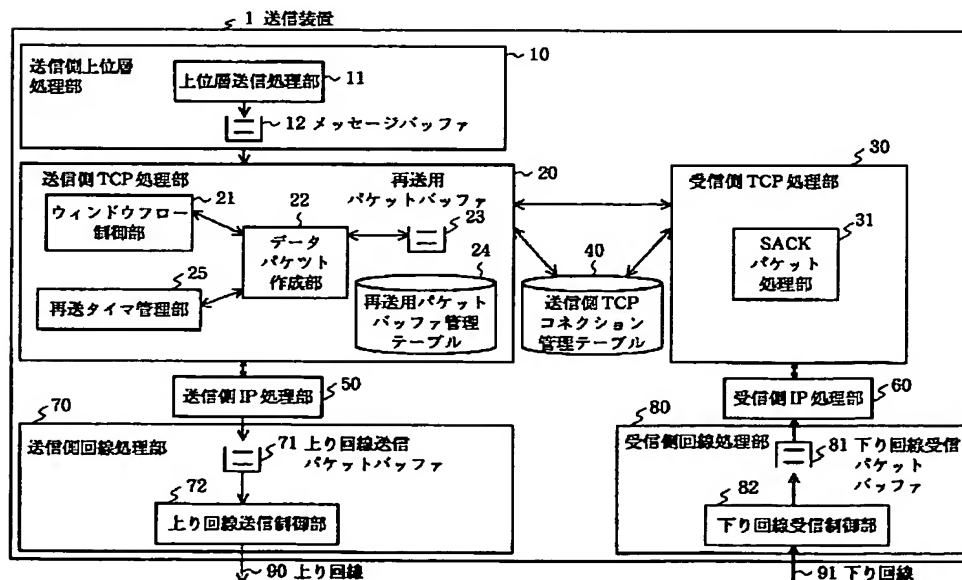 1 送信装置
10
送信側上位層
処理部
上位層送信処理部
11
12 メッセージバッファ
20
送信側TCP処理部
21
ウィンドウフロー
制御部
22
データ
パケット
作成部
再送用
パケットバッファ
23
24
再送用パケット
バッファ管理
テーブル
25
再送タイマ管理部
40
送信側TCP
コネクション
管理テーブル
30
受信側TCP処理部
31
SACK
パケット
処理部
送信側IP処理部
50
受信側IP処理部
60
70
送信側回線処理部
71 上り回線送信
パケットバッファ
72
上り回線送信制御部
80
受信側回線処理部
81 下り回線受信
パケット
バッファ
82
下り回線受信制御部
90 上り回線
91 下り回線